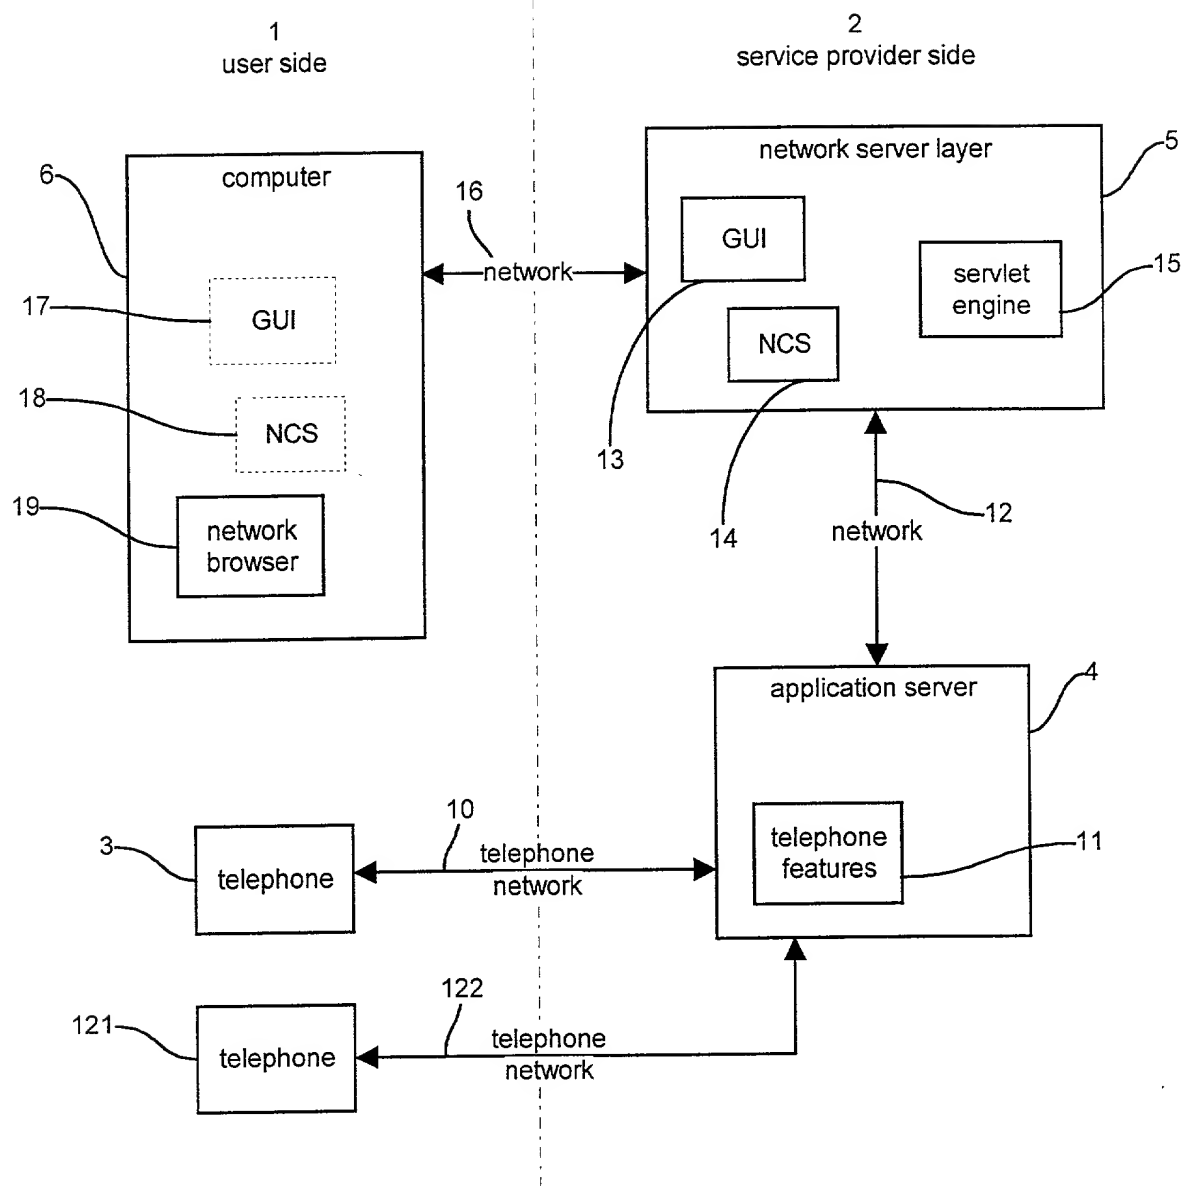 1
user side
2
service provider side
6
computer
17
GUI
18
NCS
19
network
browser
16
network
network server layer
5
GUI
servlet
engine
15
NCS
13
14
12
network
application server
4
telephone
features
11
3
telephone
10
telephone
network
121
telephone
122
telephone
network